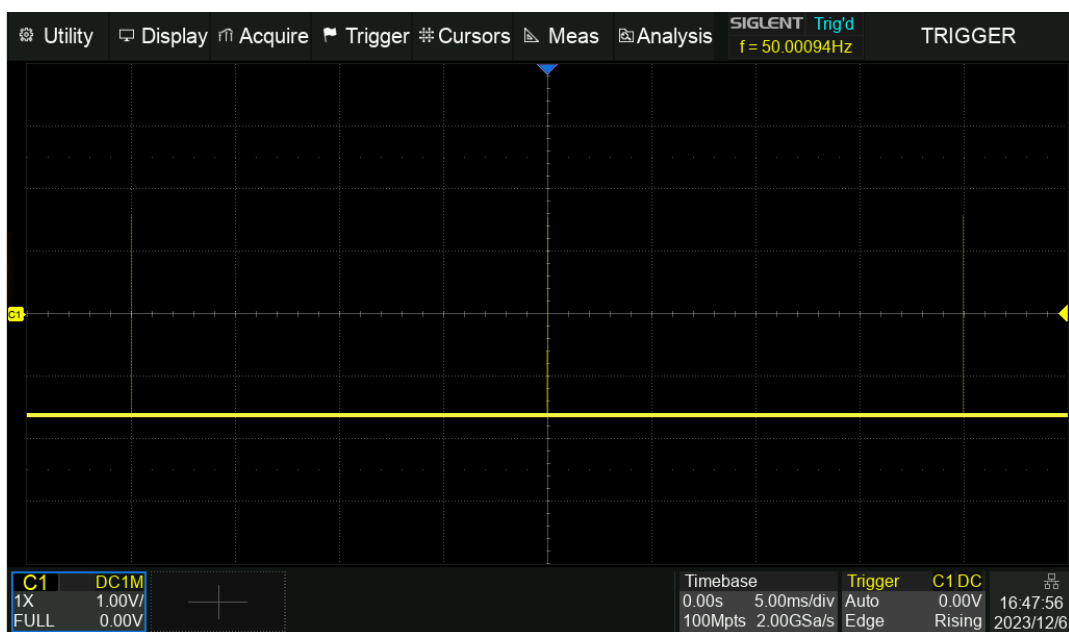 Utility Display Acquire Trigger Cursors Meas Analysis SIGLENT Trig'd TRIGGER
f = 50.00094Hz
C1
C1 DC1M
1X 1.00V/
FULL 0.00V
Timebase
0.00s 5.00ms/div
100Mpts 2.00GSa/s
Trigger C1 DC
Auto 0.00V
Edge Rising
16:47:56
2023/12/6